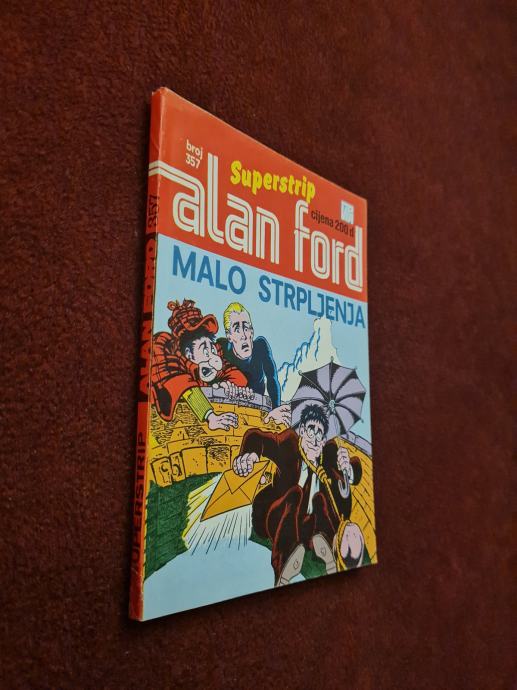 broj
357
Superstrip
cijena 200 d
alan ford
MALO STRPLJENJA
SUPERSTRIP ALAN FORD 357